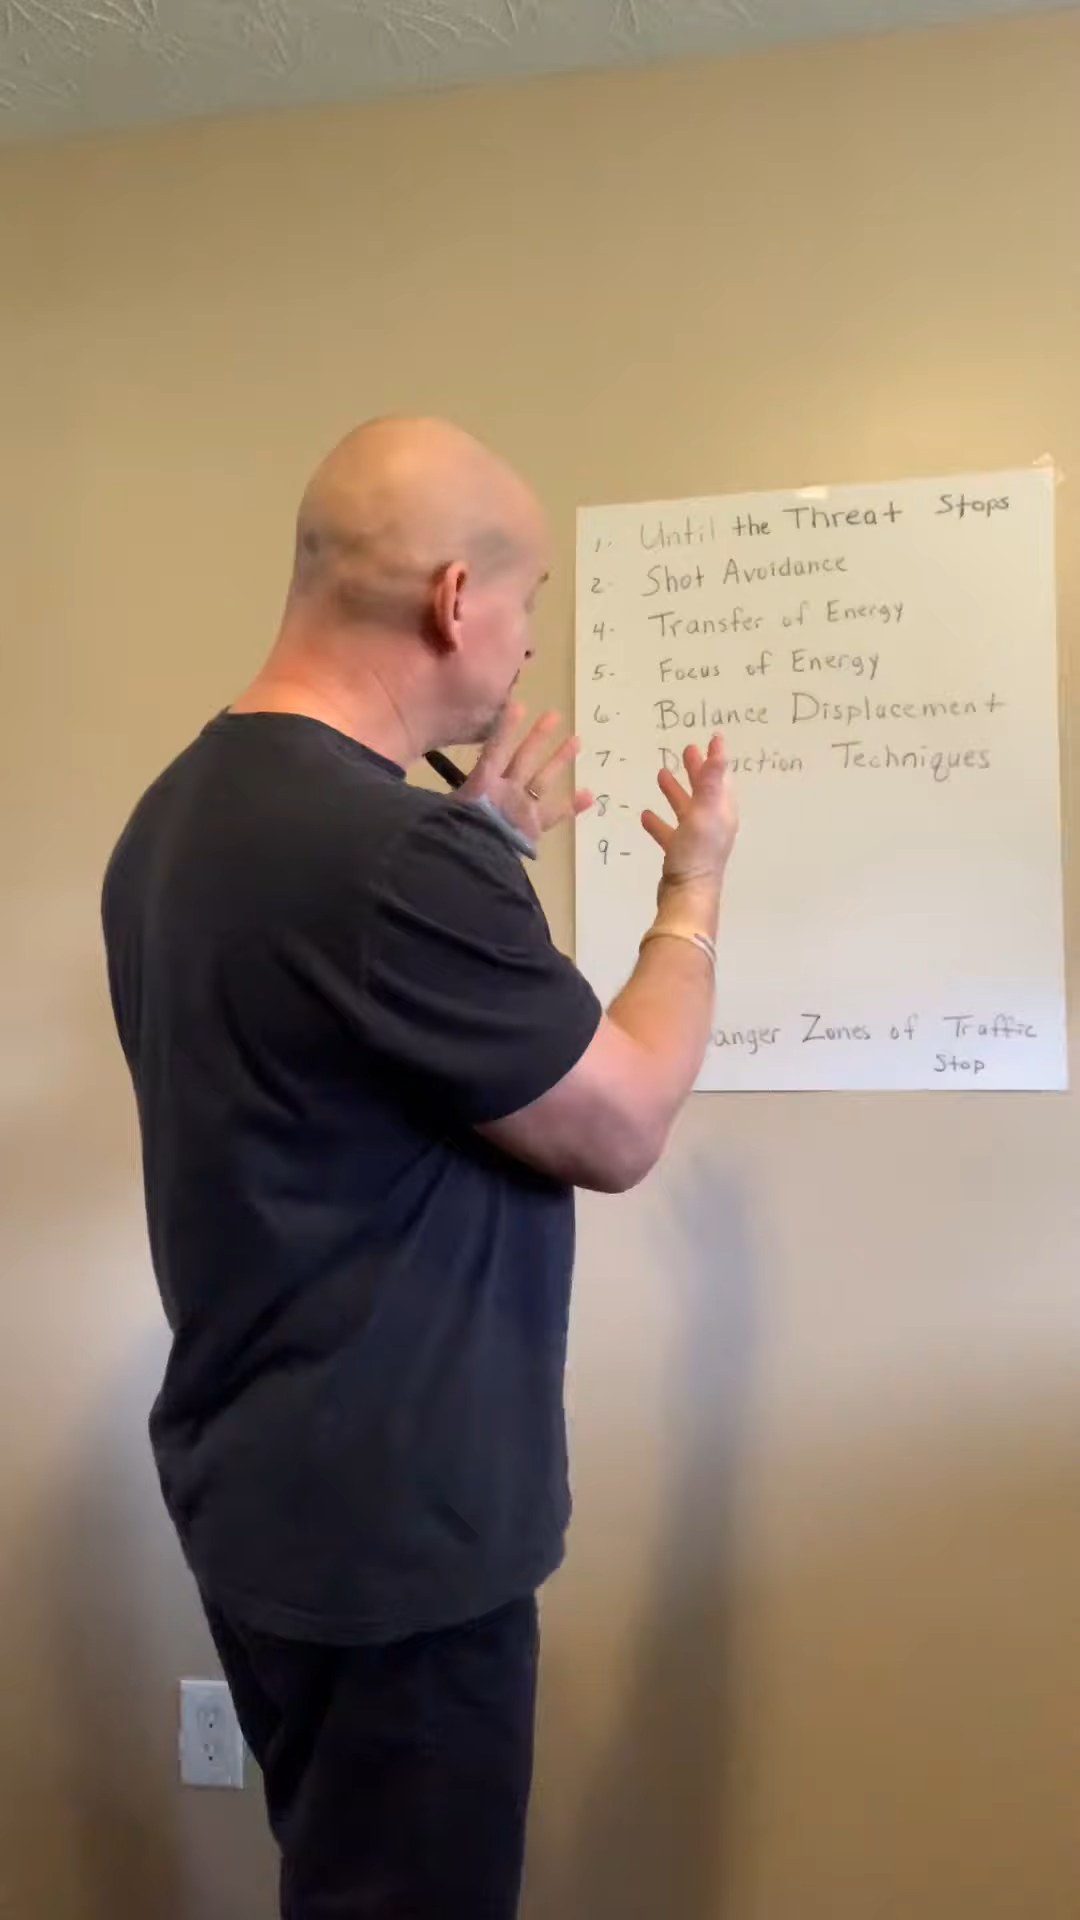 1. Until the Threat Stops
2- Shot Avoidance
4- Transfer of Energy
5- Focus of Energy
6- Balance Displacement
7- Techniques
8-
9-
Zones of Traffic
Stop